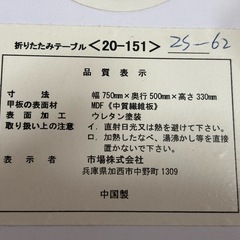 折りたたみテーブル<20-151> 25-62
品質表示
寸法 幅750mm×奥行500mm×高さ330mm
甲板の表面材 MDF《中質繊維板》
表面加工 ウレタン塗装
取り扱い上の注意 イ．直射日光又は熱を避けて下さい。
ロ．加熱したなべ、湯沸かし等を直接
置かないで下さい。
表示者 市場株式会社
兵庫県加西市中野町1309
中国製